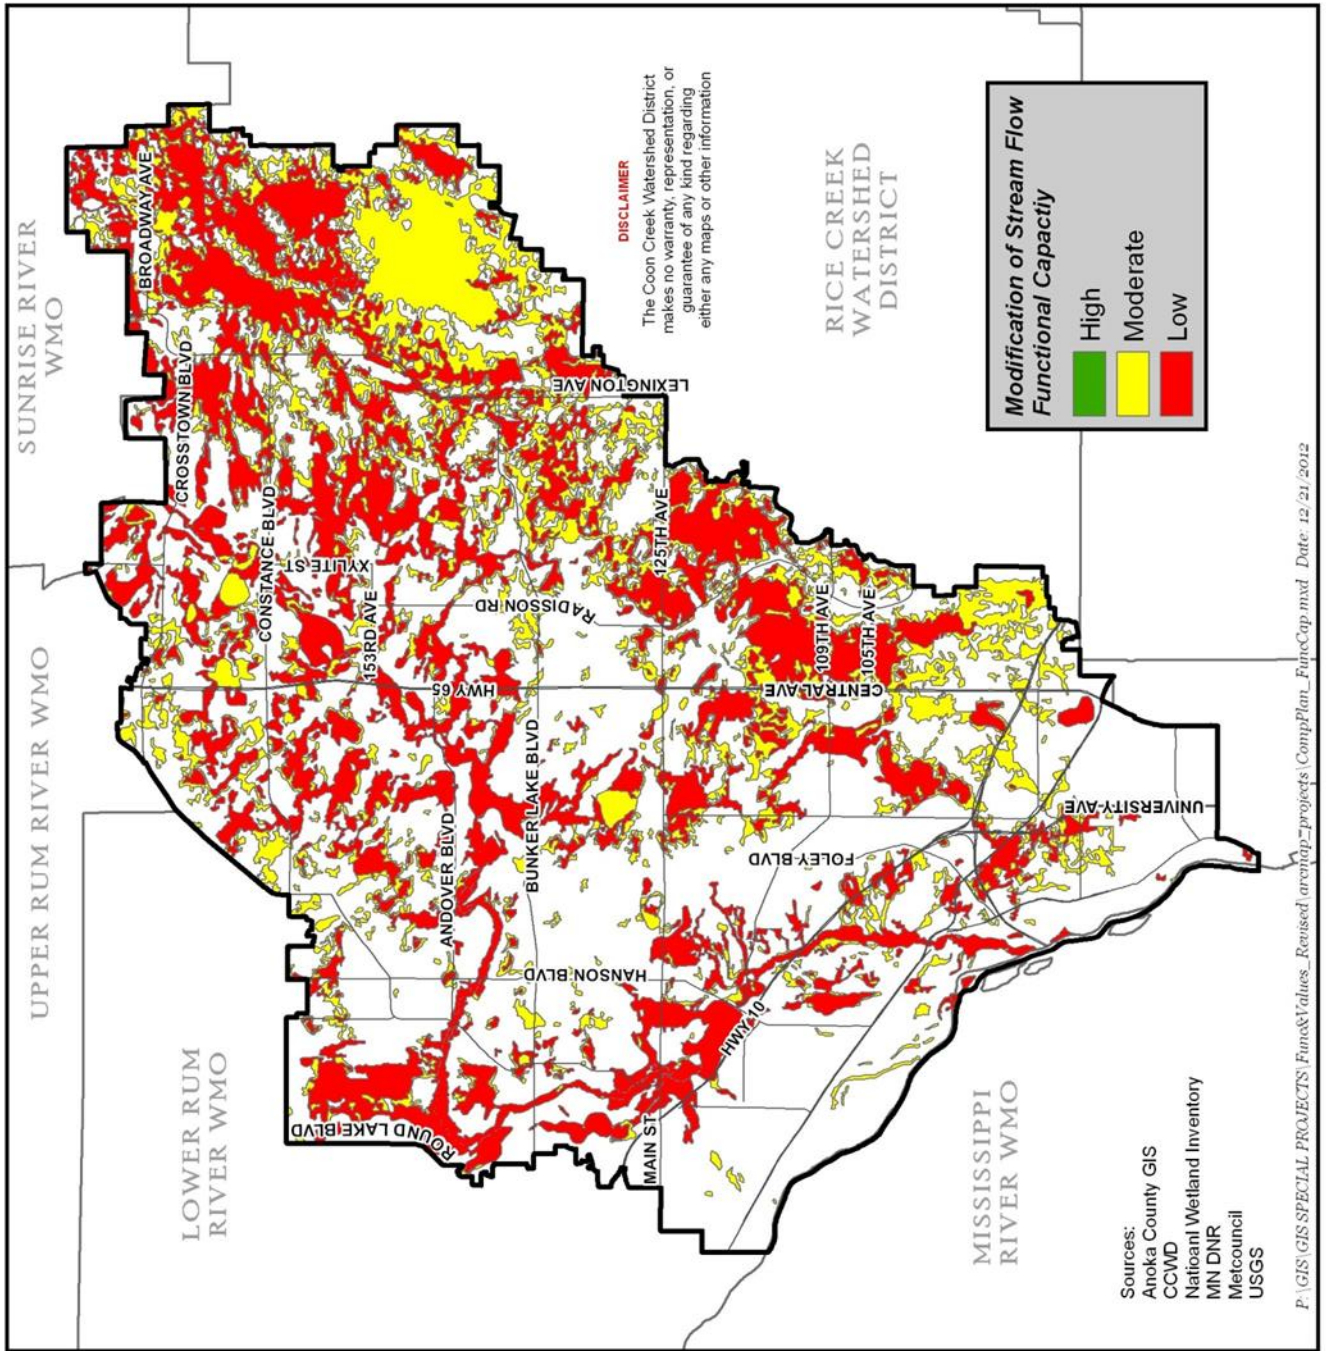 SUNRISE RIVER
WMO
UPPER RUM RIVER WMO
LOWER RUM
RIVER WMO
RICE CREEK
WATERSHED
DISTRICT
MISSISSIPPI
RIVER WMO
BROADWAY AVE
CROSSTOWN BLVD
CONSTANCE BLVD
XYLITE ST
153RD AVE
RADISSON RD
LEXINGTON AVE
125TH AVE
109TH AVE
105TH AVE
CENTRAL AVE
HWY 65
BUNKER LAKE BLVD
ANDOVER BLVD
HANSON BLVD
FOLEY BLVD
UNIVERSITY AVE
HWY 10
MAIN ST
ROUND LAKE BLVD
DISCLAIMER
The Coon Creek Watershed District
makes no warranty, representation, or
guarantee of any kind regarding
either any maps or other information
Modification of Stream Flow
Functional Capactiy
High
Moderate
Low
Sources:
Anoka County GIS
CCWD
Natioanl Wetland Inventory
MN DNR
Metcouncil
USGS
P:\GIS\GIS SPECIAL PROJECTS\Func&Values_Revised\arcmap_projects\CompPlan_FuncCap.mxd Date: 12/21/2012